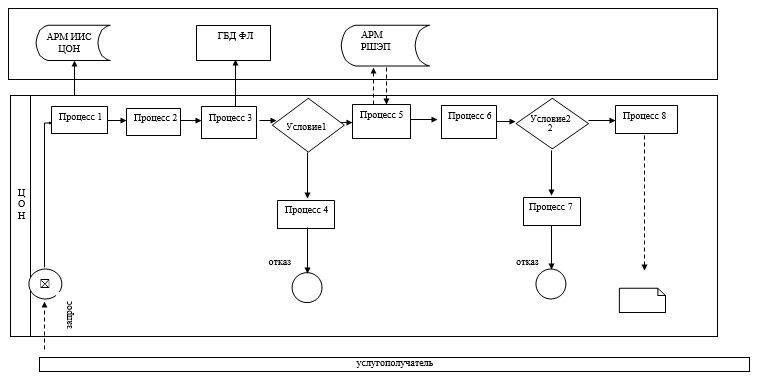 АРМ ИИС
ЦОН
ГБД ФЛ
АРМ
РШЭП
Процесс 1
Процесс 2
Процесс 3
Условие1
Процесс 5
Процесс 6
Условие2
2
Процесс 8
Ц
О
Н
Процесс 4
Процесс 7
отказ
отказ
запрос
услугополучатель